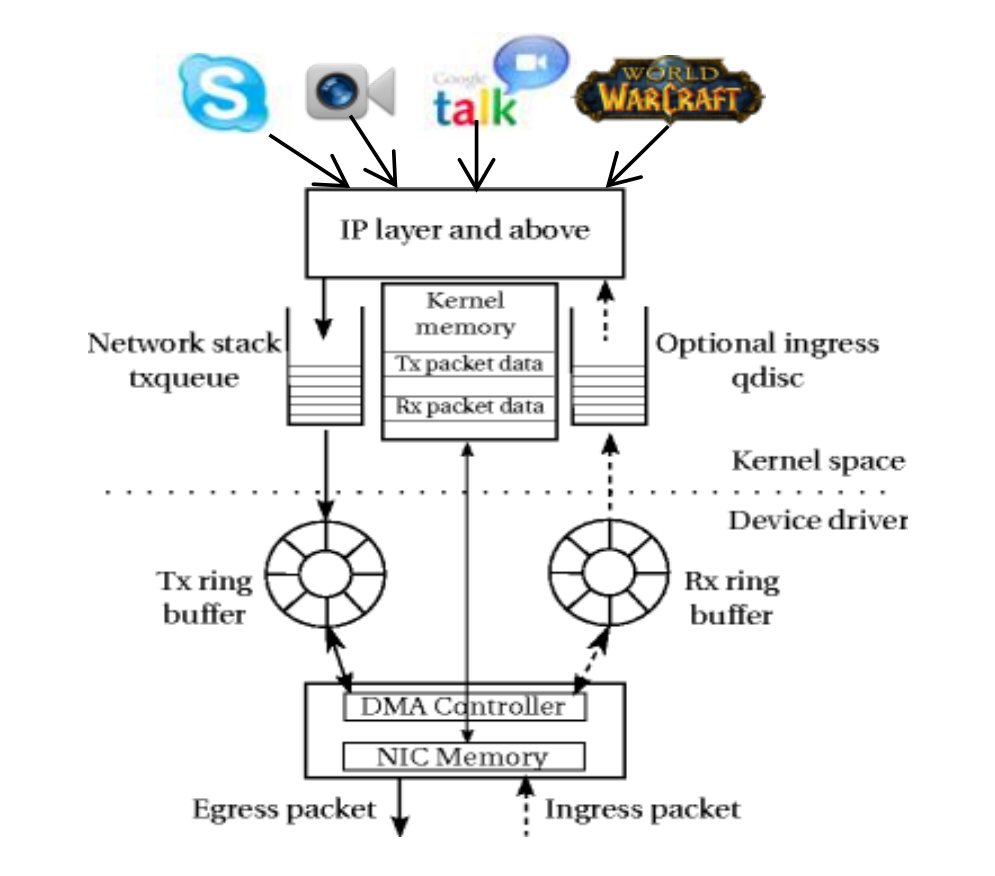 S
Google
talk
WORLD
WARCRAFT
IP layer and above
Kernel
memory
Network stack
txqueue
Tx packet data
Rx packet data
Optional ingress
qdisc
Kernel space
Device driver
Tx ring
buffer
Rx ring
buffer
DMA Controller
NIC Memory
Egress packet
Ingress packet